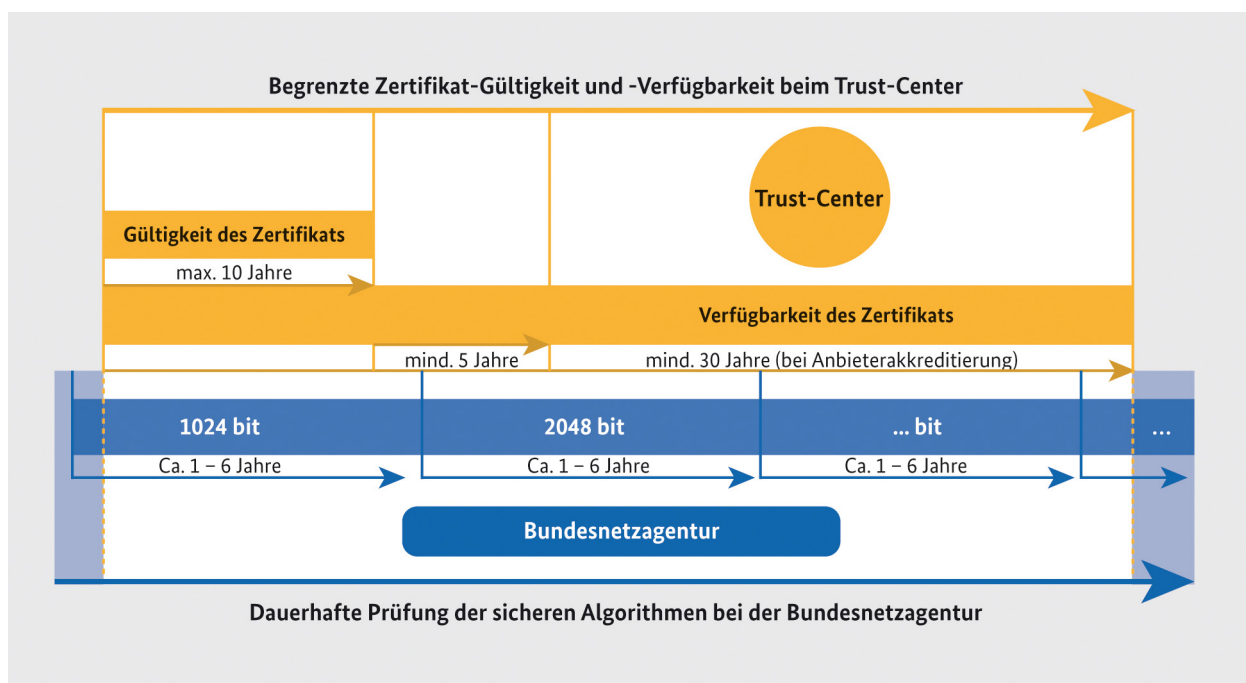 Begrenzte Zertifikat-Gültigkeit und -Verfügbarkeit beim Trust-Center
Trust-Center
Gültigkeit des Zertifikats
max. 10 Jahre
Verfügbarkeit des Zertifikats
mind. 5 Jahre
mind. 30 Jahre (bei Anbieterakkreditierung)
1024 bit
2048 bit
... bit
...
Ca. 1 – 6 Jahre
Ca. 1 – 6 Jahre
Ca. 1 – 6 Jahre
Bundesnetzagentur
Dauerhafte Prüfung der sicheren Algorithmen bei der Bundesnetzagentur